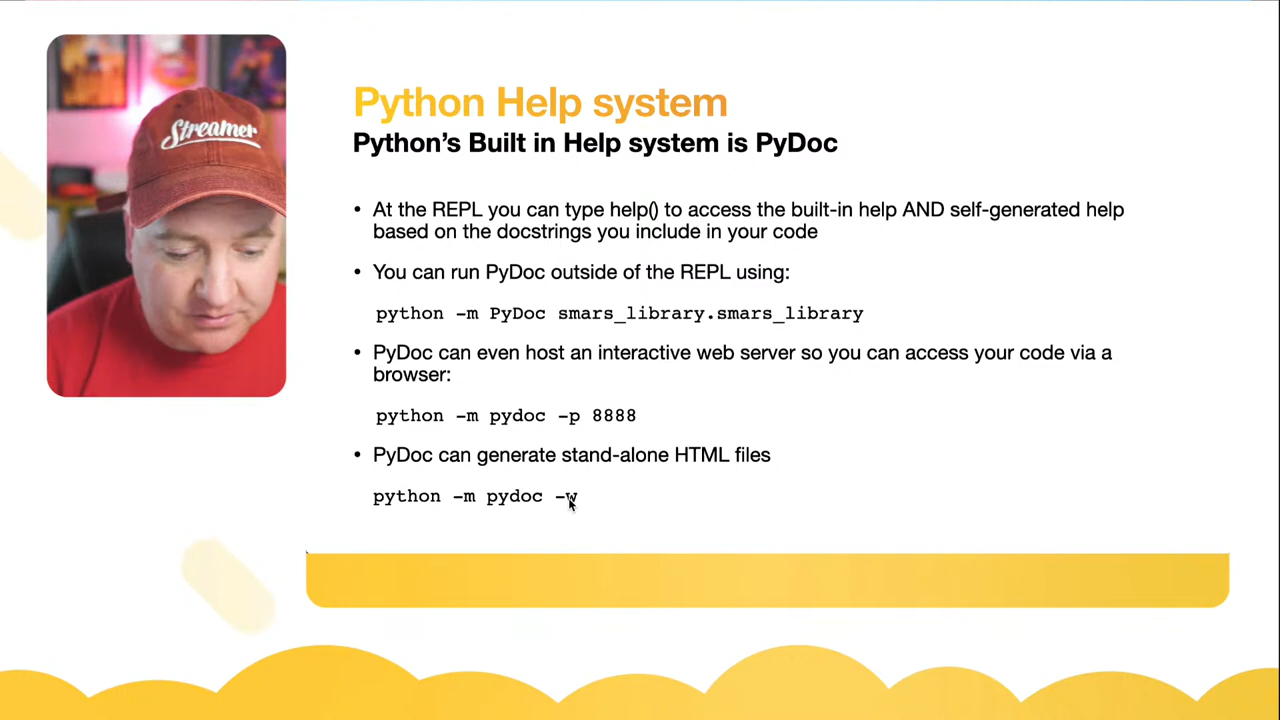 Streamer
Python Help system
Python's Built in Help system is PyDoc
• At the REPL you can type help() to access the built-in help AND self-generated help
based on the docstrings you include in your code
• You can run PyDoc outside of the REPL using:
python -m PyDoc smars_library.smars_library
• PyDoc can even host an interactive web server so you can access your code via a
browser:
python -m pydoc -p 8888
• PyDoc can generate stand-alone HTML files
python -m pydoc -w